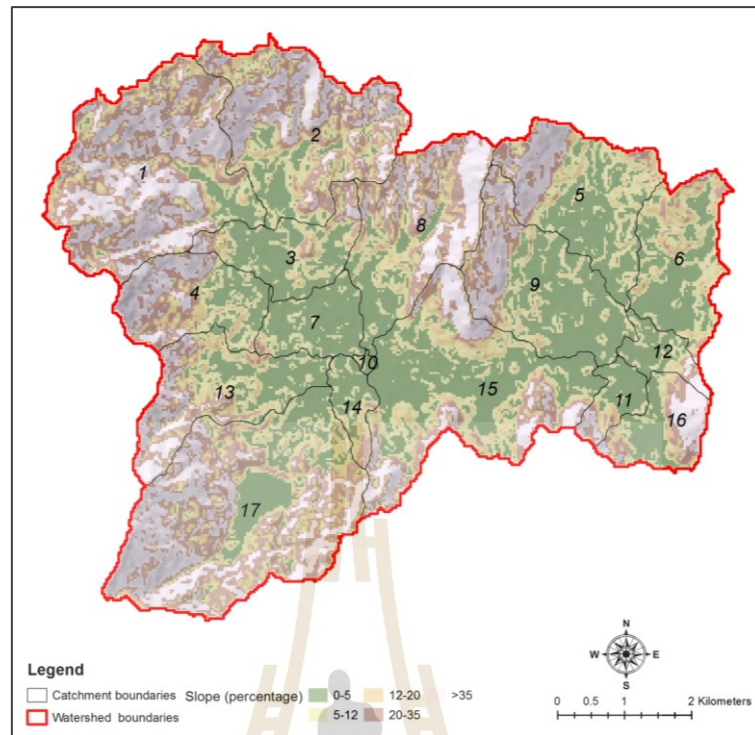 2
1
8
5
3
6
4
9
7
12
10
15
13
11
14
16
17
N
W E
S
Legend
Catchment boundaries Slope (percentage) 0-5 12-20 >35
Watershed boundaries 5-12 20-35
0 0.5 1 2 Kilometers